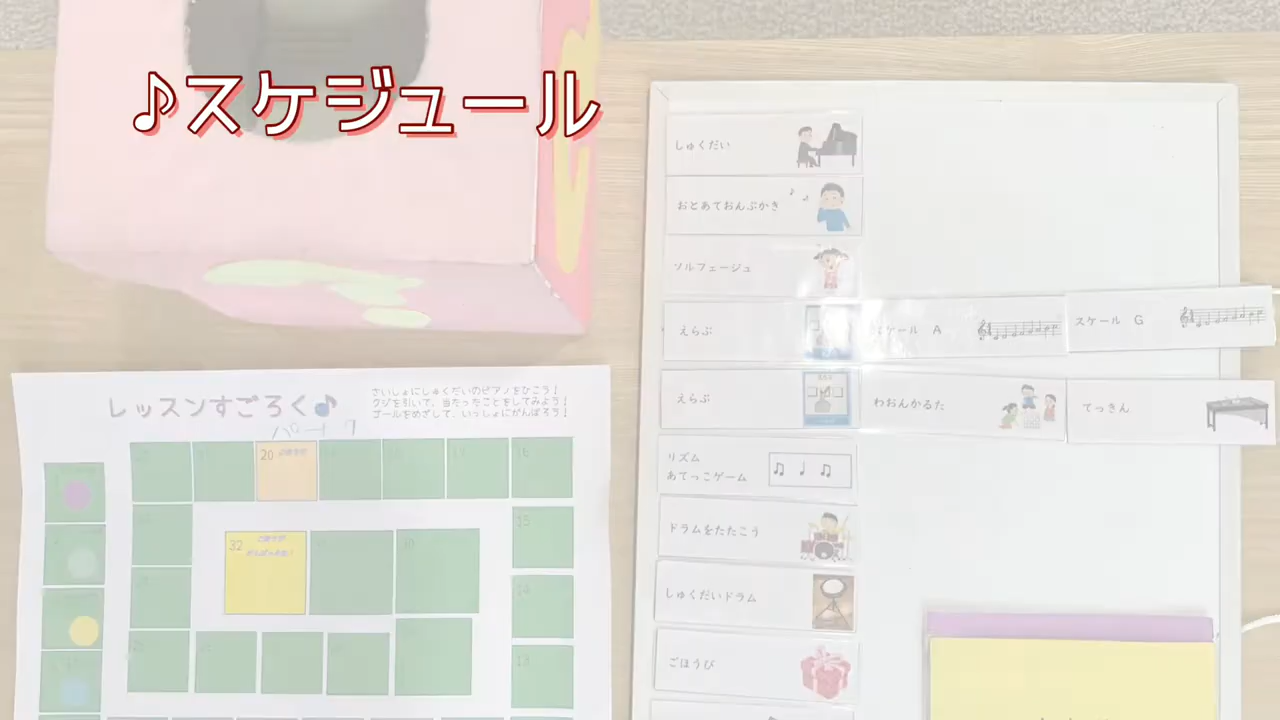 ♪スケジュール
しゅくだい
おとあておんぷかき
ソルフェージュ
えらぶ
スケール A
スケール G
えらぶ
わおんかるた
てっきん
リズム
あてっこゲーム
ドラムをたたこう
しゅくだいドラム
ごほうび
レッスンすごろく♪
さいしょにしゅくだいのピアノをひこう!
クジを引いて、当たったことをしてみよう!
ゴールをめざして、いっしょにがんばろう!
20
16
15
14
13
32